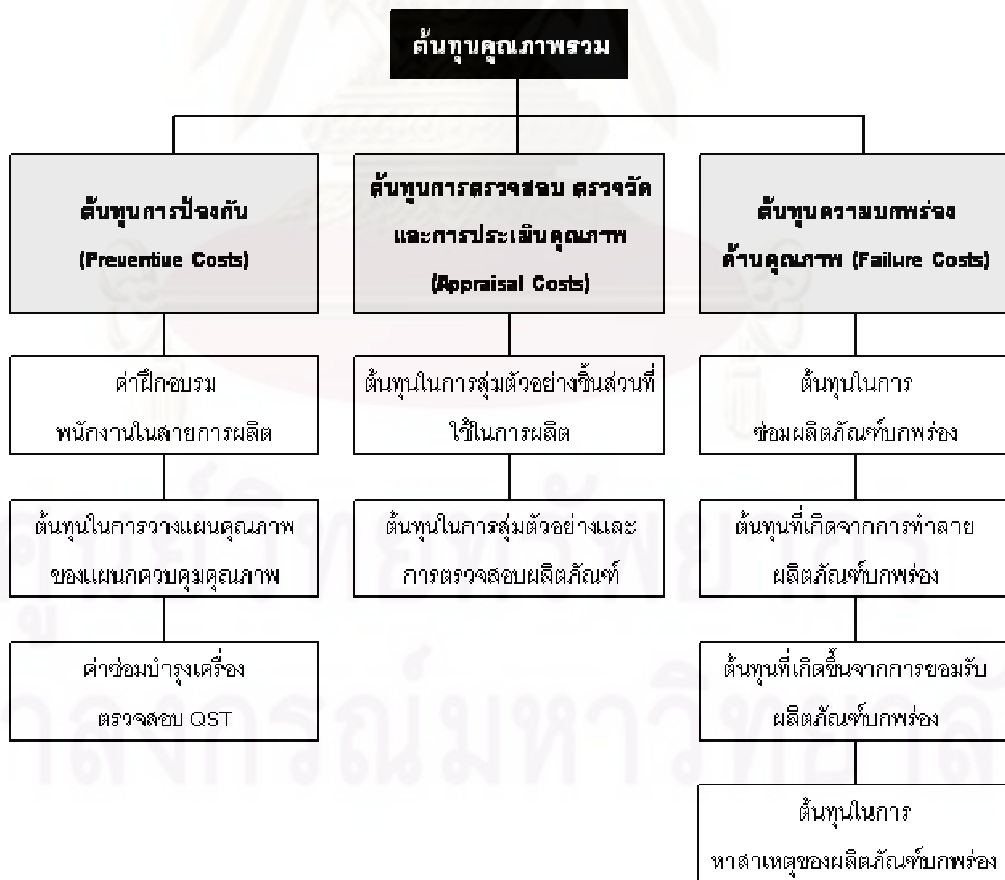 ต้นทุนคุณภาพรวม
ต้นทุนการป้องกัน
(Preventive Costs)
ต้นทุนการตรวจสอบ ตรวจวัด
และการประเมินคุณภาพ
(Appraisal Costs)
ต้นทุนความบกพร่อง
ด้านคุณภาพ (Failure Costs)
ค่าฝึกอบรม
พนักงานในสายการผลิต
ต้นทุนในการวางแผนคุณภาพ
ของแผนกควบคุมคุณภาพ
ค่าซ่อมบำรุงเครื่อง
ตรวจสอบ QST
ต้นทุนในการสุ่มตัวอย่างชิ้นส่วนที่
ใช้ในการผลิต
ต้นทุนในการสุ่มตัวอย่างและ
การตรวจสอบผลิตภัณฑ์
ต้นทุนในการ
ซ่อมผลิตภัณฑ์บกพร่อง
ต้นทุนที่เกิดจากการทำลาย
ผลิตภัณฑ์บกพร่อง
ต้นทุนที่เกิดขึ้นจากการยอมรับ
ผลิตภัณฑ์บกพร่อง
ต้นทุนในการ
หาสาเหตุของผลิตภัณฑ์บกพร่อง